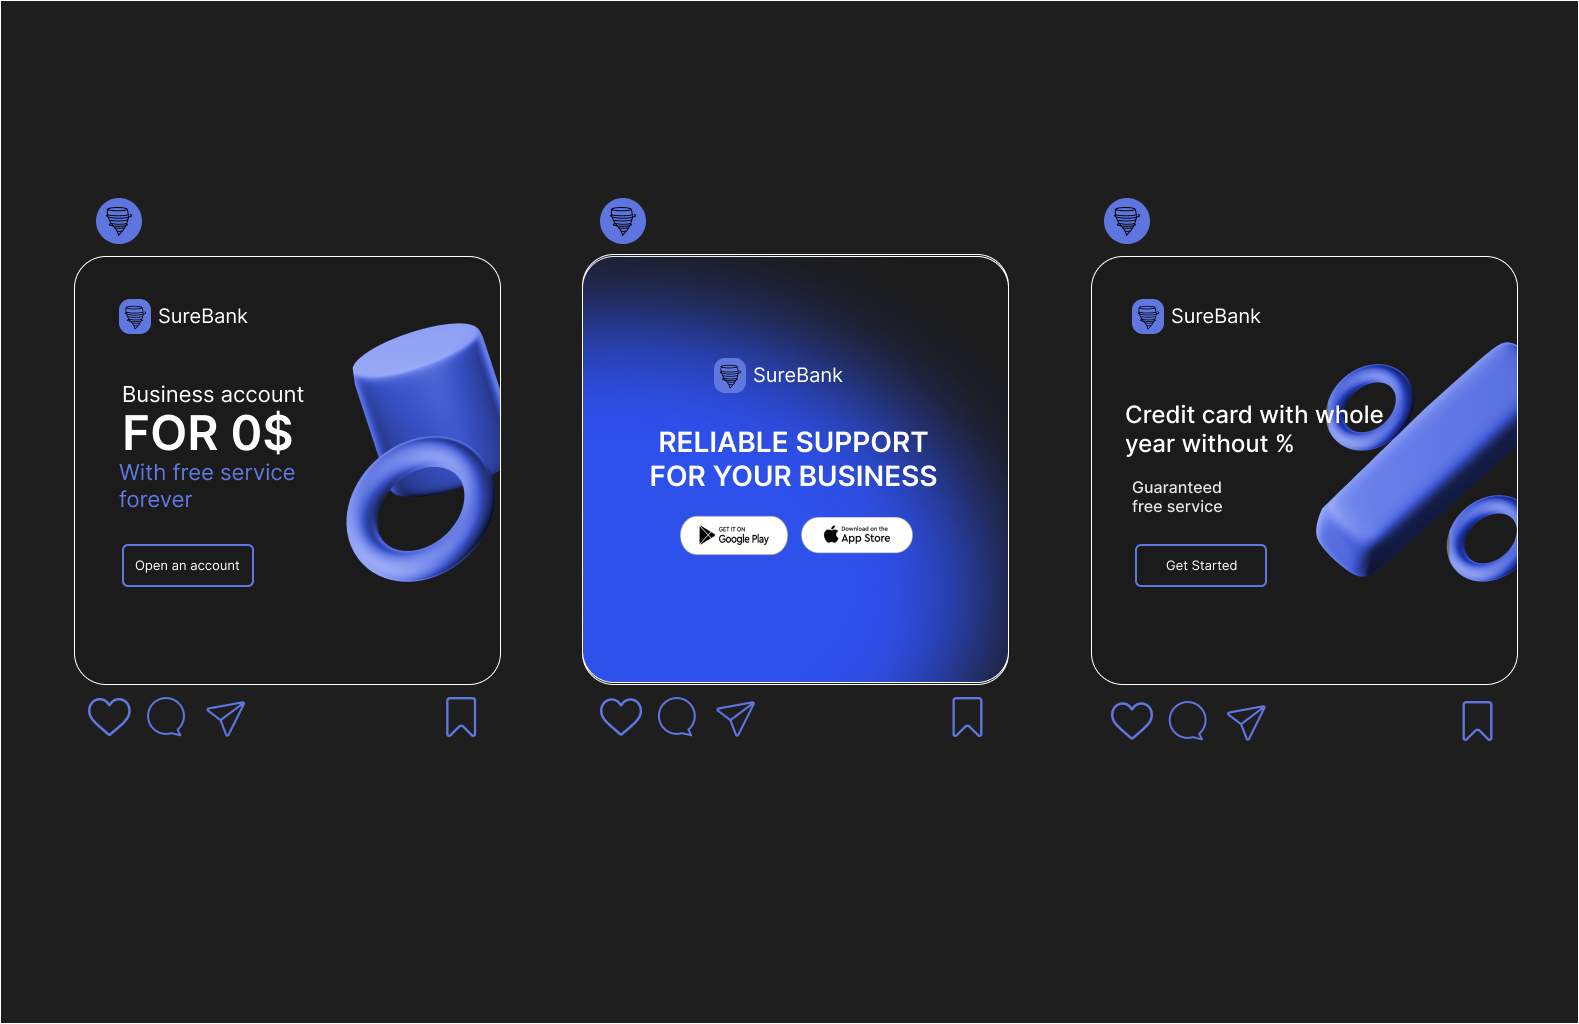 SureBank
Business account
FOR 0$
With free service
forever
Open an account
SureBank
RELIABLE SUPPORT
FOR YOUR BUSINESS
GET IT ON
Google Play
Download on the
App Store
SureBank
Credit card with whole
year without %
Guaranteed
free service
Get Started